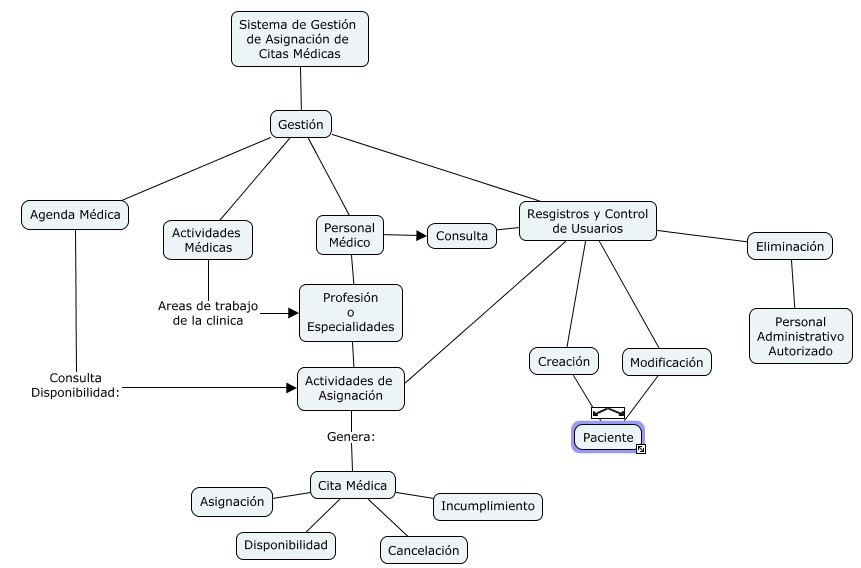 Sistema de Gestión
de Asignación de
Citas Médicas
Gestión
Agenda Médica
Actividades
Médicas
Personal
Médico
Consulta
Resgistros y Control
de Usuarios
Eliminación
Areas de trabajo
de la clinica
Profesión
o
Especialidades
Personal
Administrativo
Autorizado
Creación
Modificación
Consulta
Disponibilidad:
Actividades de
Asignación
Genera:
Paciente
Cita Médica
Asignación
Incumplimiento
Disponibilidad
Cancelación